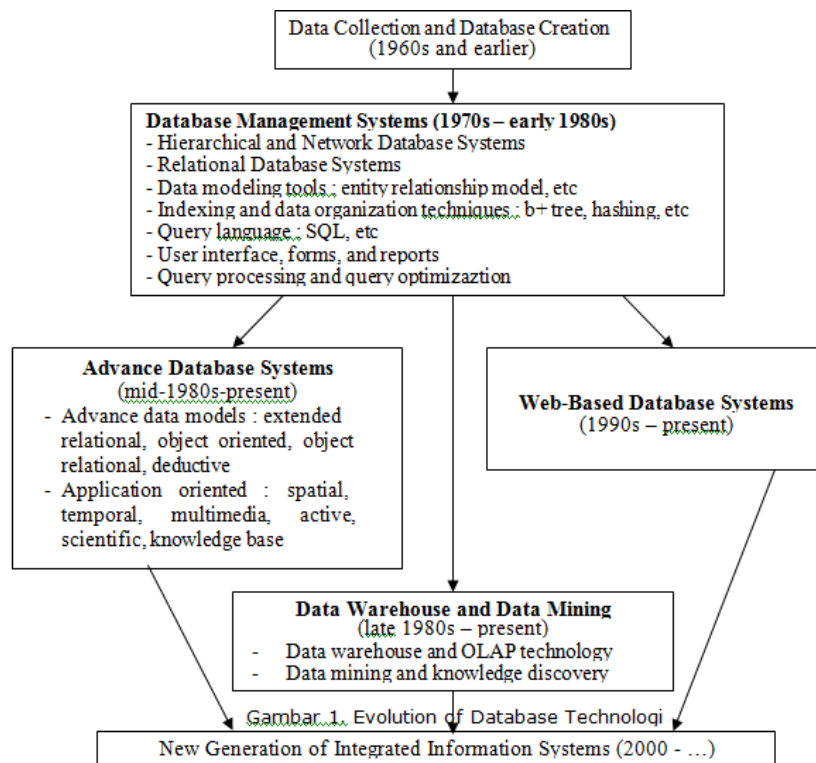 Data Collection and Database Creation
(1960s and earlier)
Database Management Systems (1970s – early 1980s)
- Hierarchical and Network Database Systems
- Relational Database Systems
- Data modeling tools : entity relationship model, etc
- Indexing and data organization techniques : b+ tree, hashing, etc
- Query language : SQL, etc
- User interface, forms, and reports
- Query processing and query optimizaztion
Advance Database Systems
(mid-1980s-present)
- Advance data models : extended
relational, object oriented, object
relational, deductive
- Application oriented : spatial,
temporal, multimedia, active,
scientific, knowledge base
Web-Based Database Systems
(1990s – present)
Data Warehouse and Data Mining
(late 1980s – present)
- Data warehouse and OLAP technology
- Data mining and knowledge discovery
Gambar 1. Evolution of Database Technologi
New Generation of Integrated Information Systems (2000 - …)